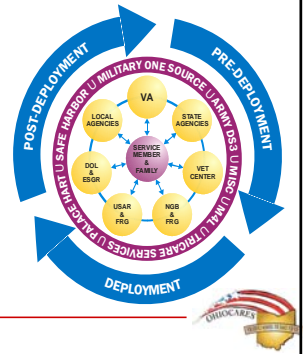 POST-DEPLOYMENT
PRE-DEPLOYMENT
DEPLOYMENT
SAFE HARBOR U MILITARY ONE SOURCE U ARMY DS3 U MISC U M4L U TRICARE SERVICES U PALACE HART U
VA
LOCAL
AGENCIES
STATE
AGENCIES
SERVICE
MEMBER
&
FAMILY
DOL
&
ESGR
VET
CENTER
USAR
&
FRG
NGB
&
FRG
OHIOCARES